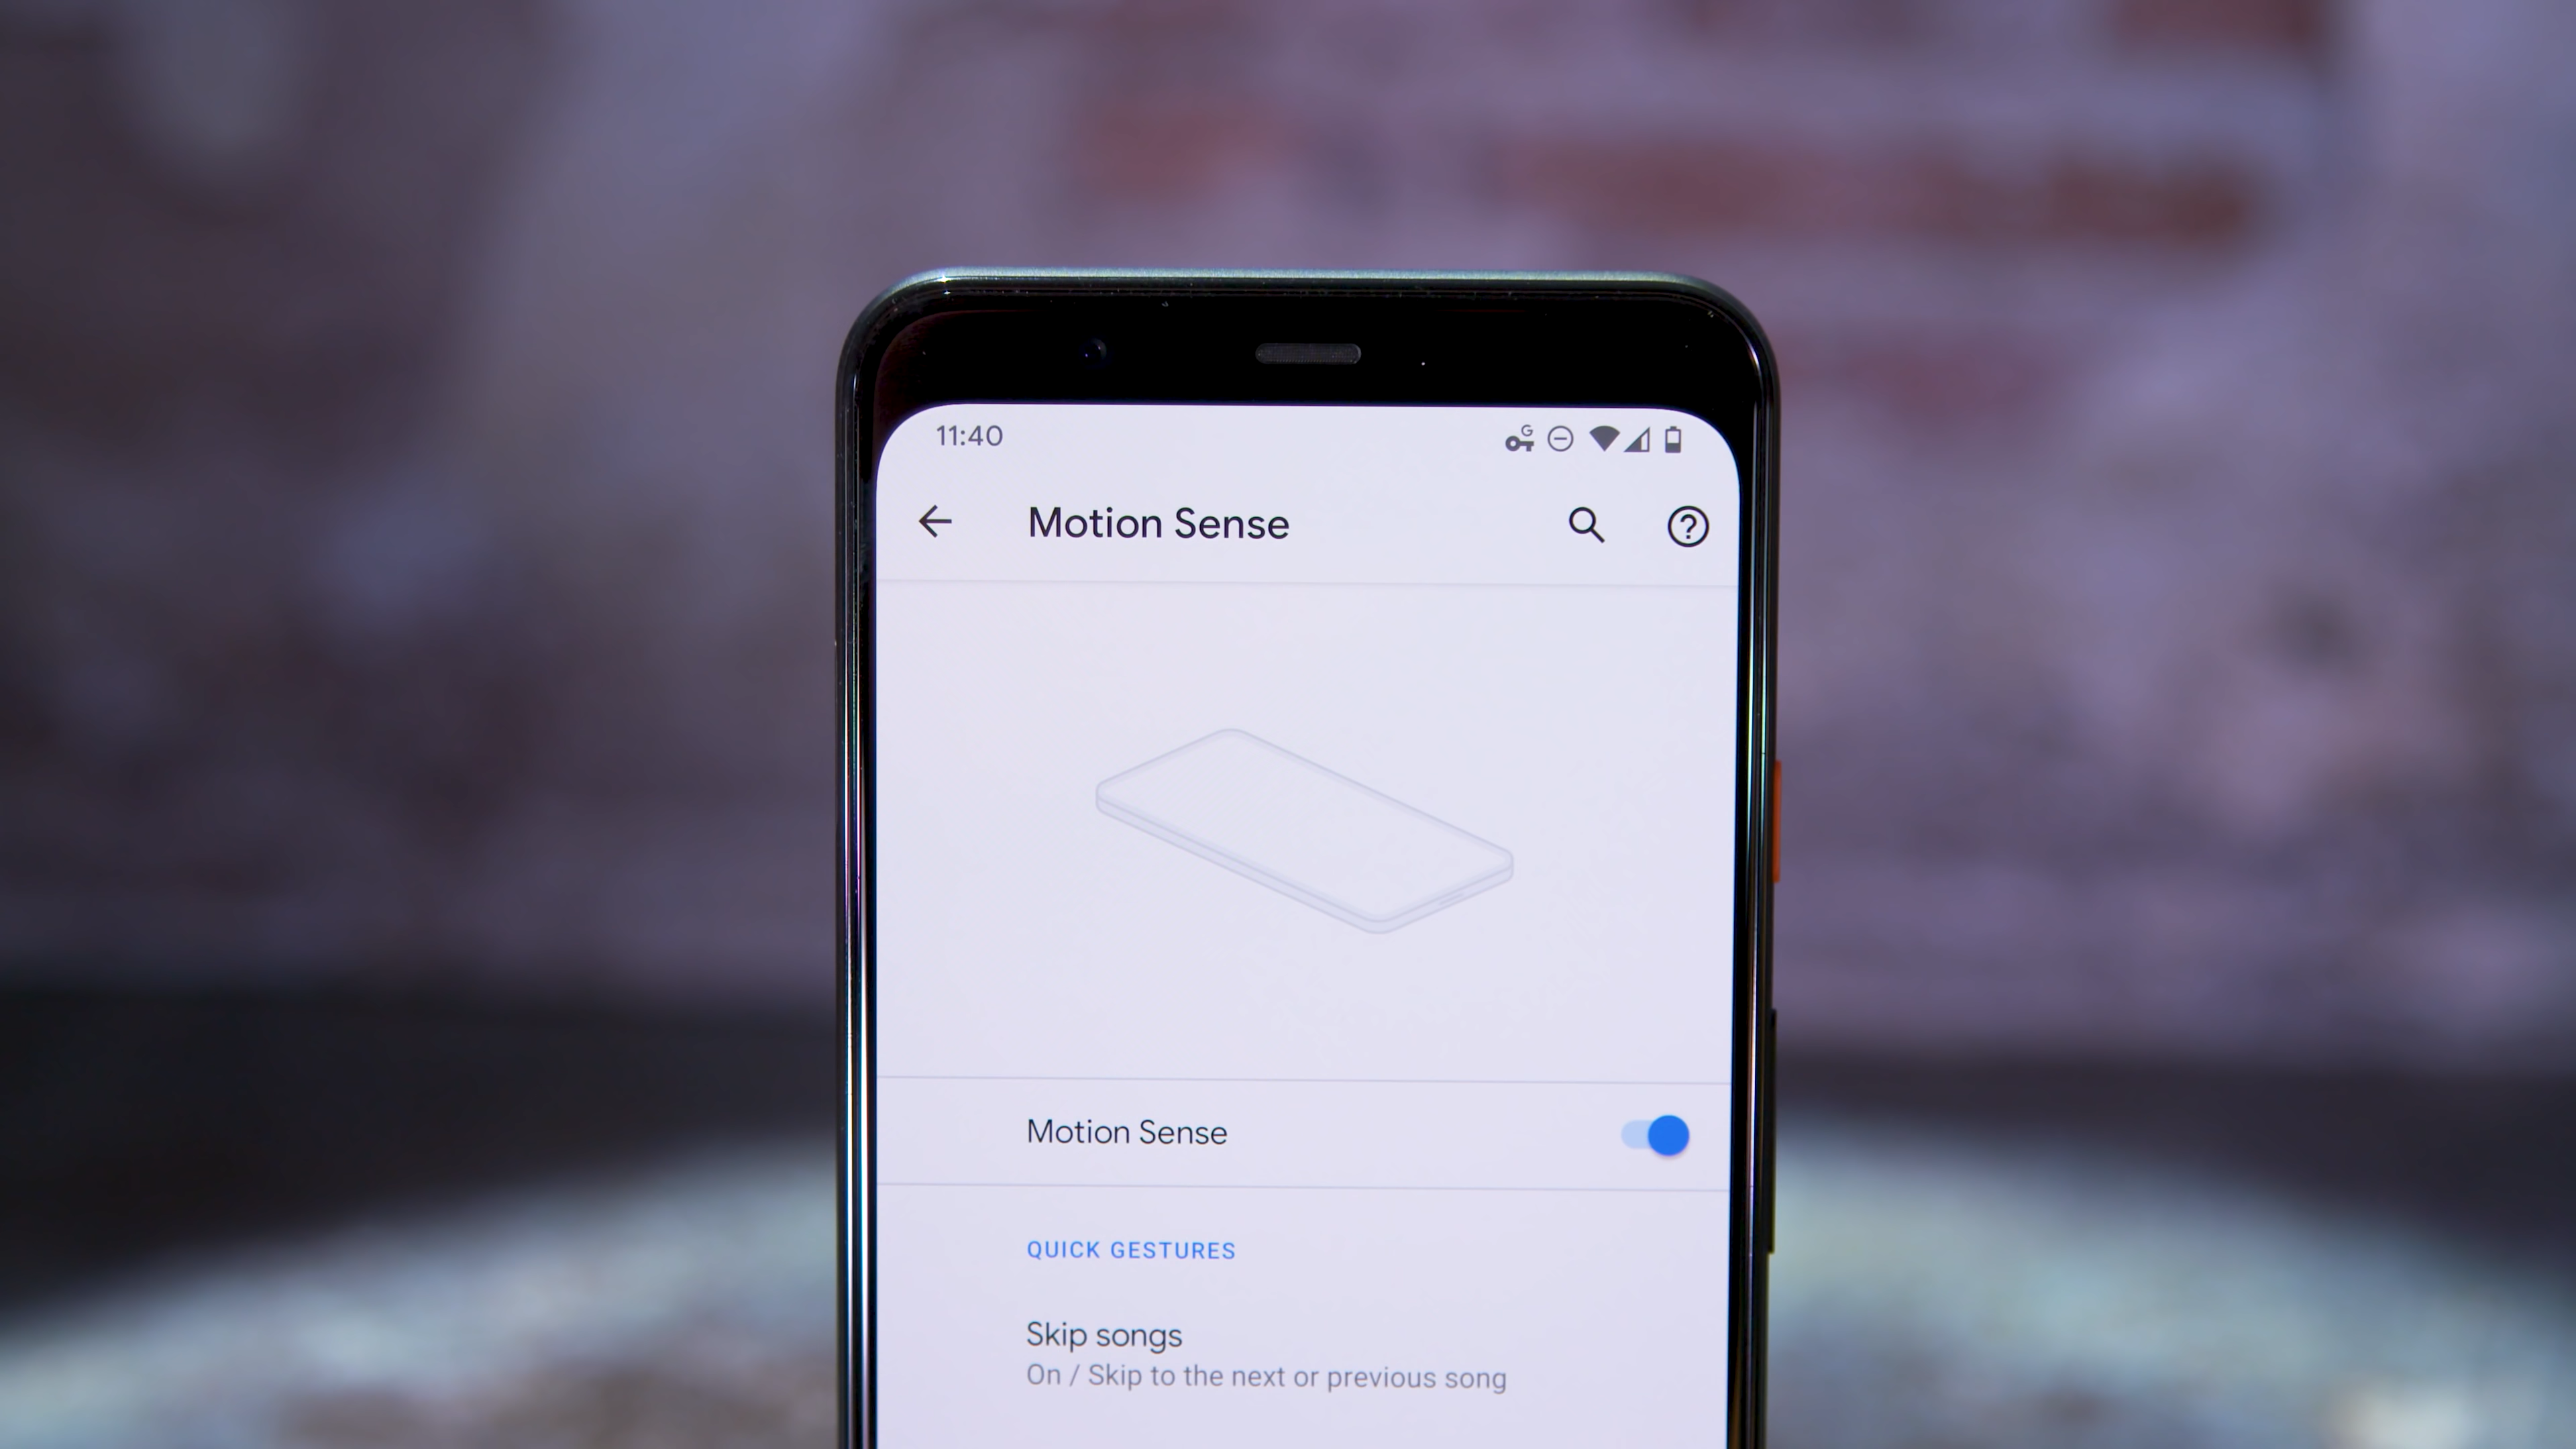 11:40
G
Motion Sense
Motion Sense
QUICK GESTURES
Skip songs
On / Skip to the next or previous song